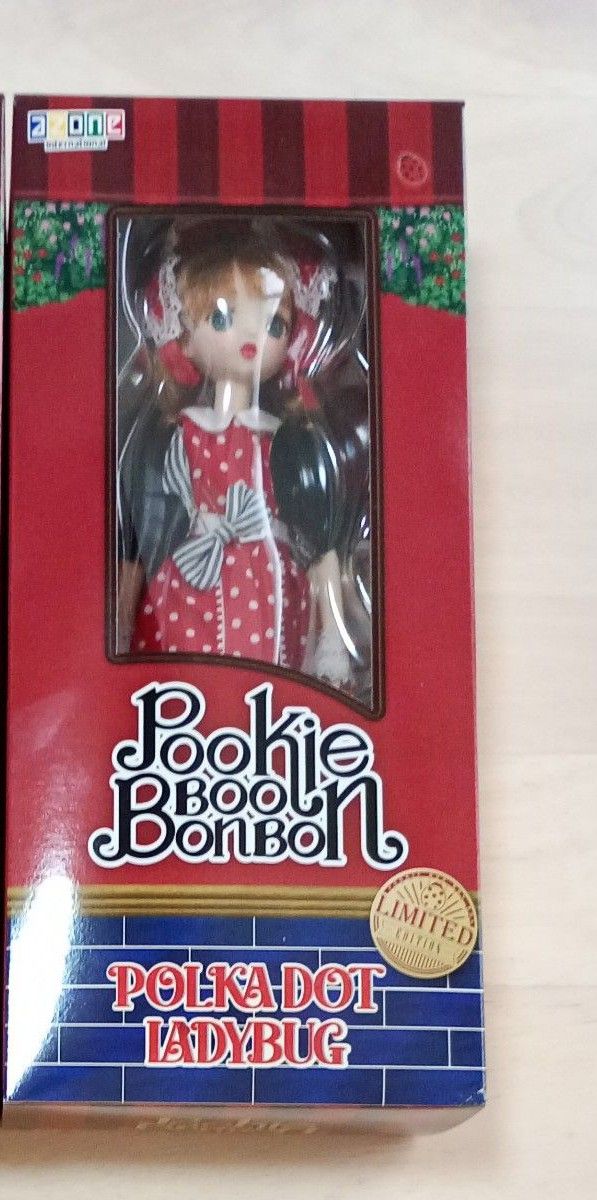 azone
international
Pookie
BOO
BonBon
LIMITED
EDITION
POLKA DOT
LADYBUG